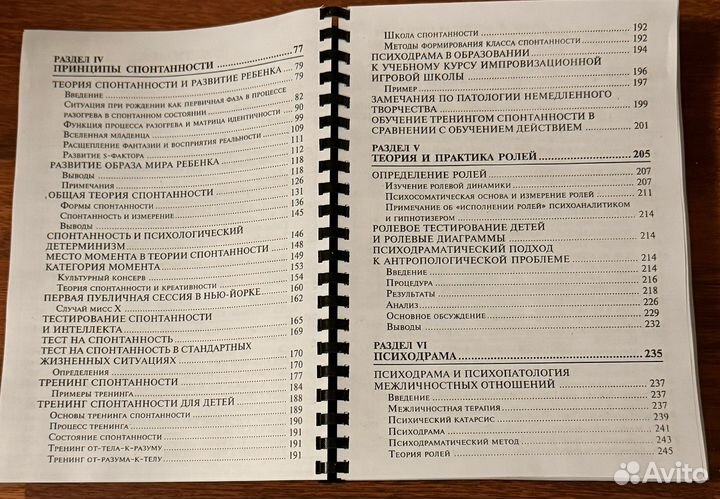 РАЗДЕЛ IV
ПРИНЦИПЫ СПОНТАННОСТИ 77
ТЕОРИЯ СПОНТАННОСТИ И РАЗВИТИЕ РЕБЕНКА 79
Введение 79
Ситуация при рождении как первичная фаза в процессе
разогрева в спонтанном состоянии 82
Функция процесса разогрева и матрица идентичности 90
Вселенная младенца 99
Расщепление фантазии и восприятия реальности 109
Развитие s-фактора 111
РАЗВИТИЕ ОБРАЗА МИРА РЕБЕНКА 112
Выводы 112
Примечания 118
ОБЩАЯ ТЕОРИЯ СПОНТАННОСТИ 126
Формы спонтанности 131
Спонтанность и измерение 136
Выводы 145
СПОНТАННОСТЬ И ПСИХОЛОГИЧЕСКИЙ
ДЕТЕРМИНИЗМ 146
МЕСТО МОМЕНТА В ТЕОРИИ СПОНТАННОСТИ 148
КАТЕГОРИЯ МОМЕНТА 149
Культурный консерв 153
Теория спонтанности и креативности 154
ПЕРВАЯ ПУБЛИЧНАЯ СЕССИЯ В НЬЮ-ЙОРКЕ 160
Случай мисс X 162
ТЕСТИРОВАНИЕ СПОНТАННОСТИ
И ИНТЕЛЛЕКТА 165
ТЕСТ НА СПОНТАННОСТЬ 169
ТЕСТ НА СПОНТАННОСТЬ В СТАНДАРТНЫХ
ЖИЗНЕННЫХ СИТУАЦИЯХ 170
Определения 170
ТРЕНИНГ СПОНТАННОСТИ 177
Примеры тренинга 184
ТРЕНИНГ СПОНТАННОСТИ ДЛЯ ДЕТЕЙ 188
Основы тренинга спонтанности 189
Процесс тренинга 190
Состояние спонтанности 191
Тренинг от-тела-к-разуму 191
Тренинг от-разума-к-телу 191
Школа спонтанности 192
Методы формирования класса спонтанности 192
ПСИХОДРАМА В ОБРАЗОВАНИИ 194
К УЧЕБНОМУ КУРСУ ИМПРОВИЗАЦИОННОЙ
ИГРОВОЙ ШКОЛЫ 196
Пример 197
ЗАМЕЧАНИЯ ПО ПАТОЛОГИИ НЕМЕДЛЕННОГО
ТВОРЧЕСТВА 199
ОБУЧЕНИЕ ТРЕНИНГОМ СПОНТАННОСТИ В
СРАВНЕНИИ С ОБУЧЕНИЕМ ДЕЙСТВИЕМ 201
РАЗДЕЛ V
ТЕОРИЯ И ПРАКТИКА РОЛЕЙ 205
ОПРЕДЕЛЕНИЕ РОЛЕЙ 207
Изучение ролевой динамики 207
Психосоматическая основа и измерение ролей 211
Примечание об «исполнении ролей» психоаналитиком
и гипнотизером 214
РОЛЕВОЕ ТЕСТИРОВАНИЕ ДЕТЕЙ
И РОЛЕВЫЕ ДИАГРАММЫ 214
ПСИХОДРАМАТИЧЕСКИЙ ПОДХОД
К АНТРОПОЛОГИЧЕСКОЙ ПРОБЛЕМЕ 214
Введение 214
Процедура 216
Результаты 218
Анализ 226
Основное обсуждение 229
Выводы 232
РАЗДЕЛ VI
ПСИХОДРАМА 235
ПСИХОДРАМА И ПСИХОПАТОЛОГИЯ
МЕЖЛИЧНОСТНЫХ ОТНОШЕНИЙ 237
Введение 237
Межличностная терапия 237
Психический катарсис 239
Психодрама 241
Психодраматический метод 243
Теория ролей 245
Avito